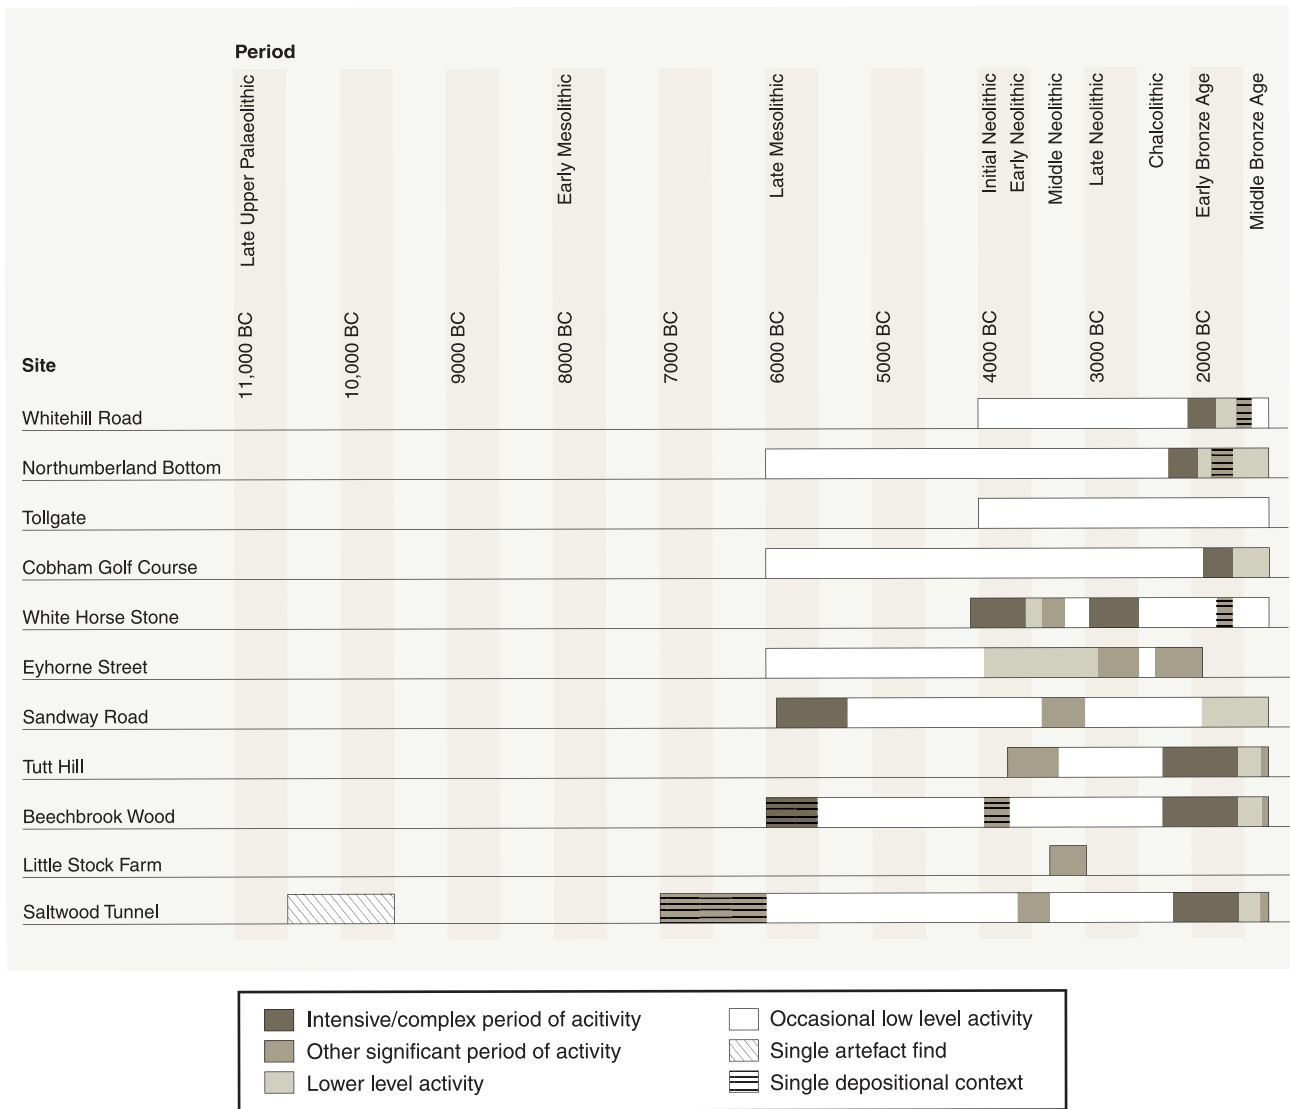 Period
Late Upper Palaeolithic
Early Mesolithic
Late Mesolithic
Initial Neolithic
Early Neolithic
Middle Neolithic
Late Neolithic
Chalcolithic
Early Bronze Age
Middle Bronze Age
11,000 BC
10,000 BC
9000 BC
8000 BC
7000 BC
6000 BC
5000 BC
4000 BC
3000 BC
2000 BC
Site
Whitehill Road
Northumberland Bottom
Tollgate
Cobham Golf Course
White Horse Stone
Eyhorne Street
Sandway Road
Tutt Hill
Beechbrook Wood
Little Stock Farm
Saltwood Tunnel
Intensive/complex period of acitivity
Other significant period of activity
Lower level activity
Occasional low level activity
Single artefact find
Single depositional context